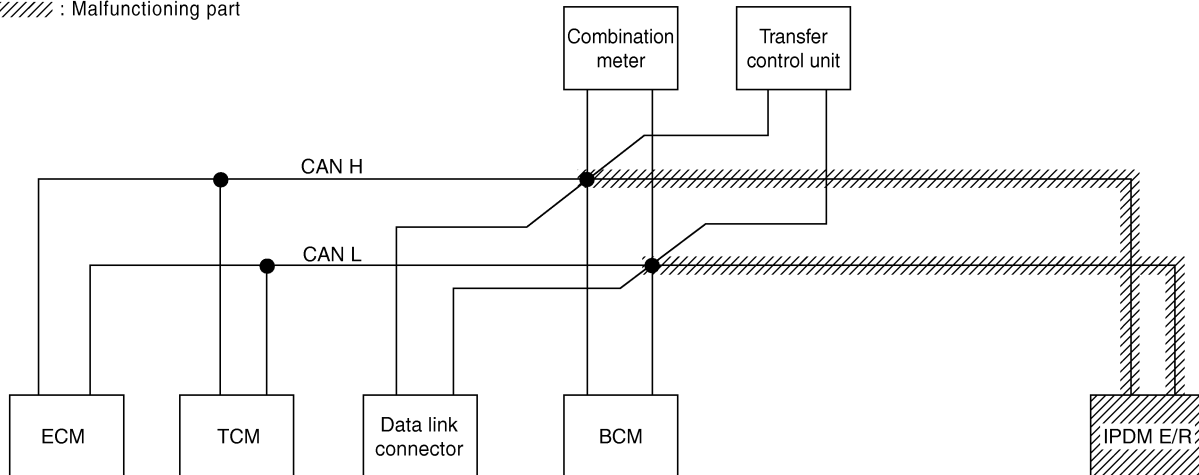 : Malfunctioning part
Combination
meter
Transfer
control unit
CAN H
CAN L
ECM
TCM
Data link
connector
BCM
IPDM E/R